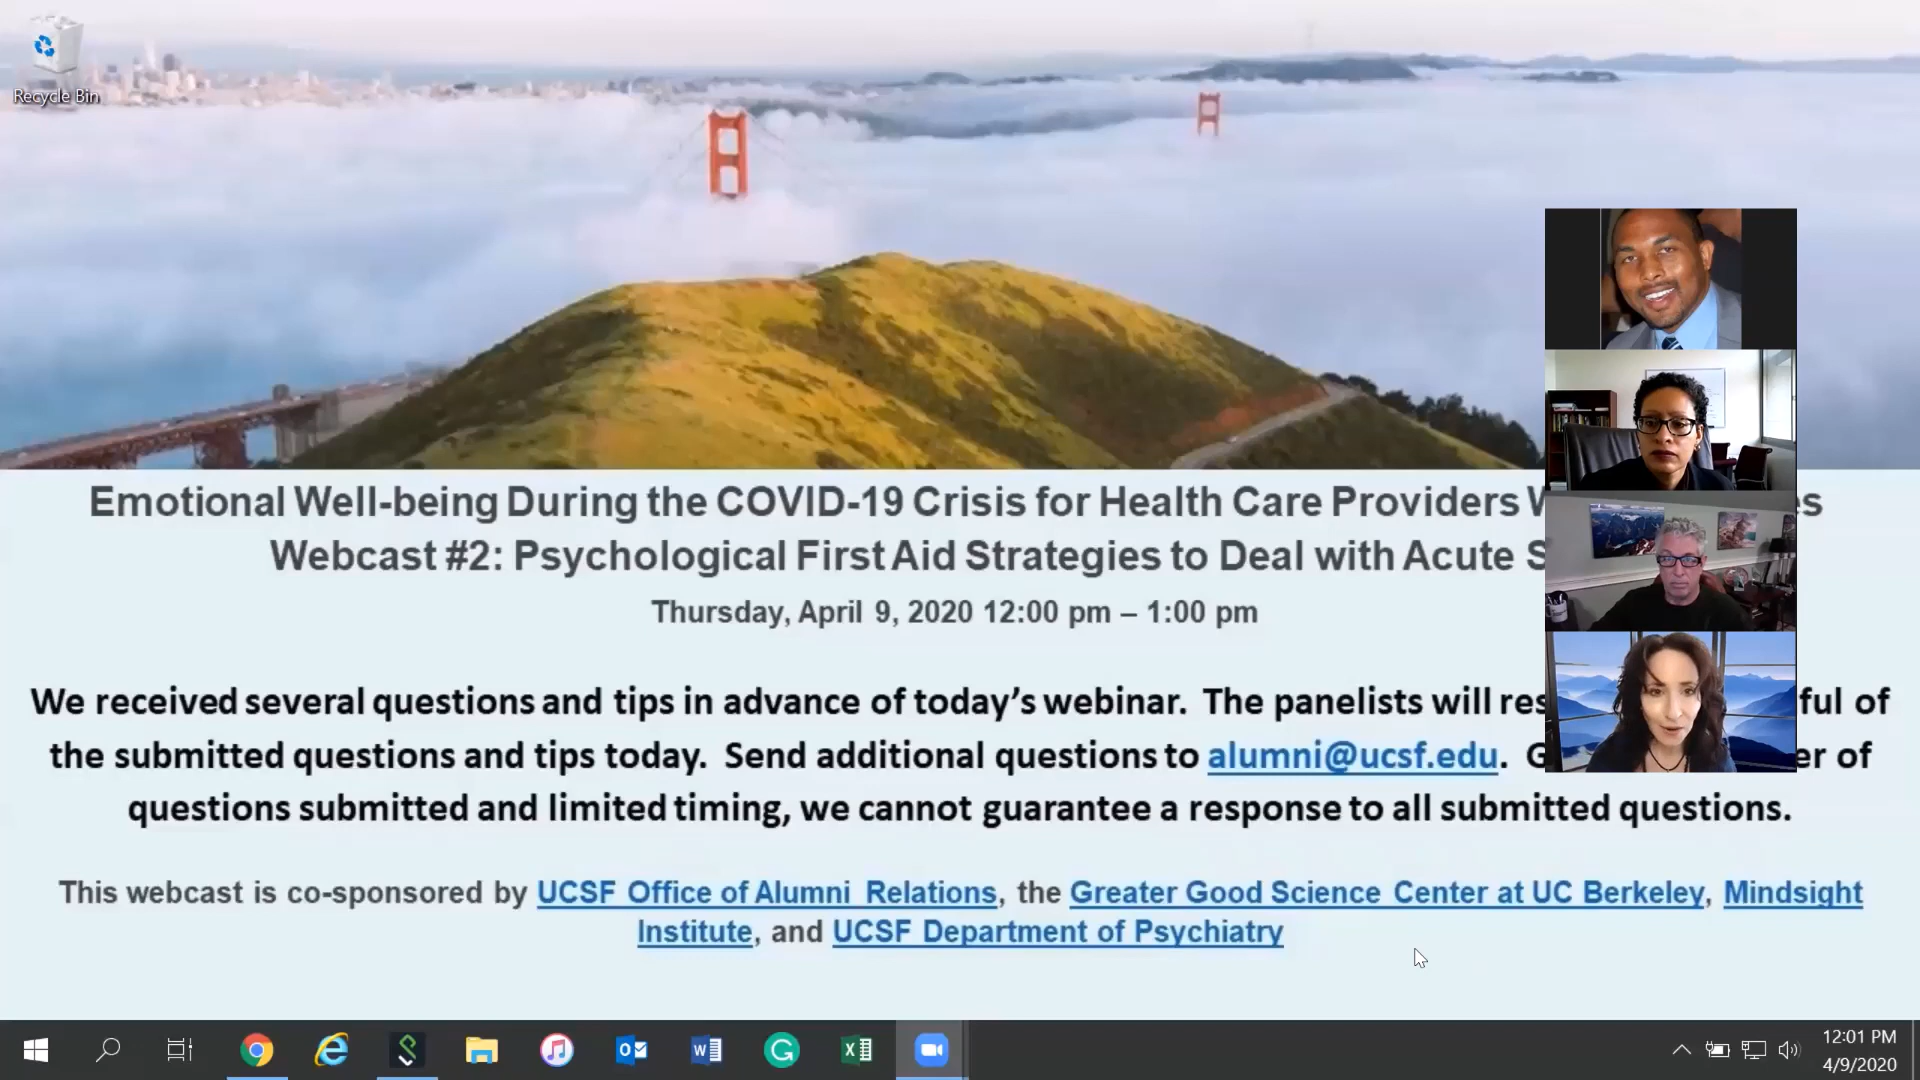 Recycle Bin
Emotional Well-being During the COVID-19 Crisis for Health Care Providers
Webcast #2: Psychological First Aid Strategies to Deal with Acute
Thursday, April 9, 2020 12:00 pm – 1:00 pm
We received several questions and tips in advance of today's webinar. The panelists will of
the submitted questions and tips today. Send additional questions to alumni@ucsf.edu. of
questions submitted and limited timing, we cannot guarantee a response to all submitted questions.
This webcast is co-sponsored by UCSF Office of Alumni Relations, the Greater Good Science Center at UC Berkeley, Mindsight
Institute, and UCSF Department of Psychiatry
12:01 PM
4/9/2020